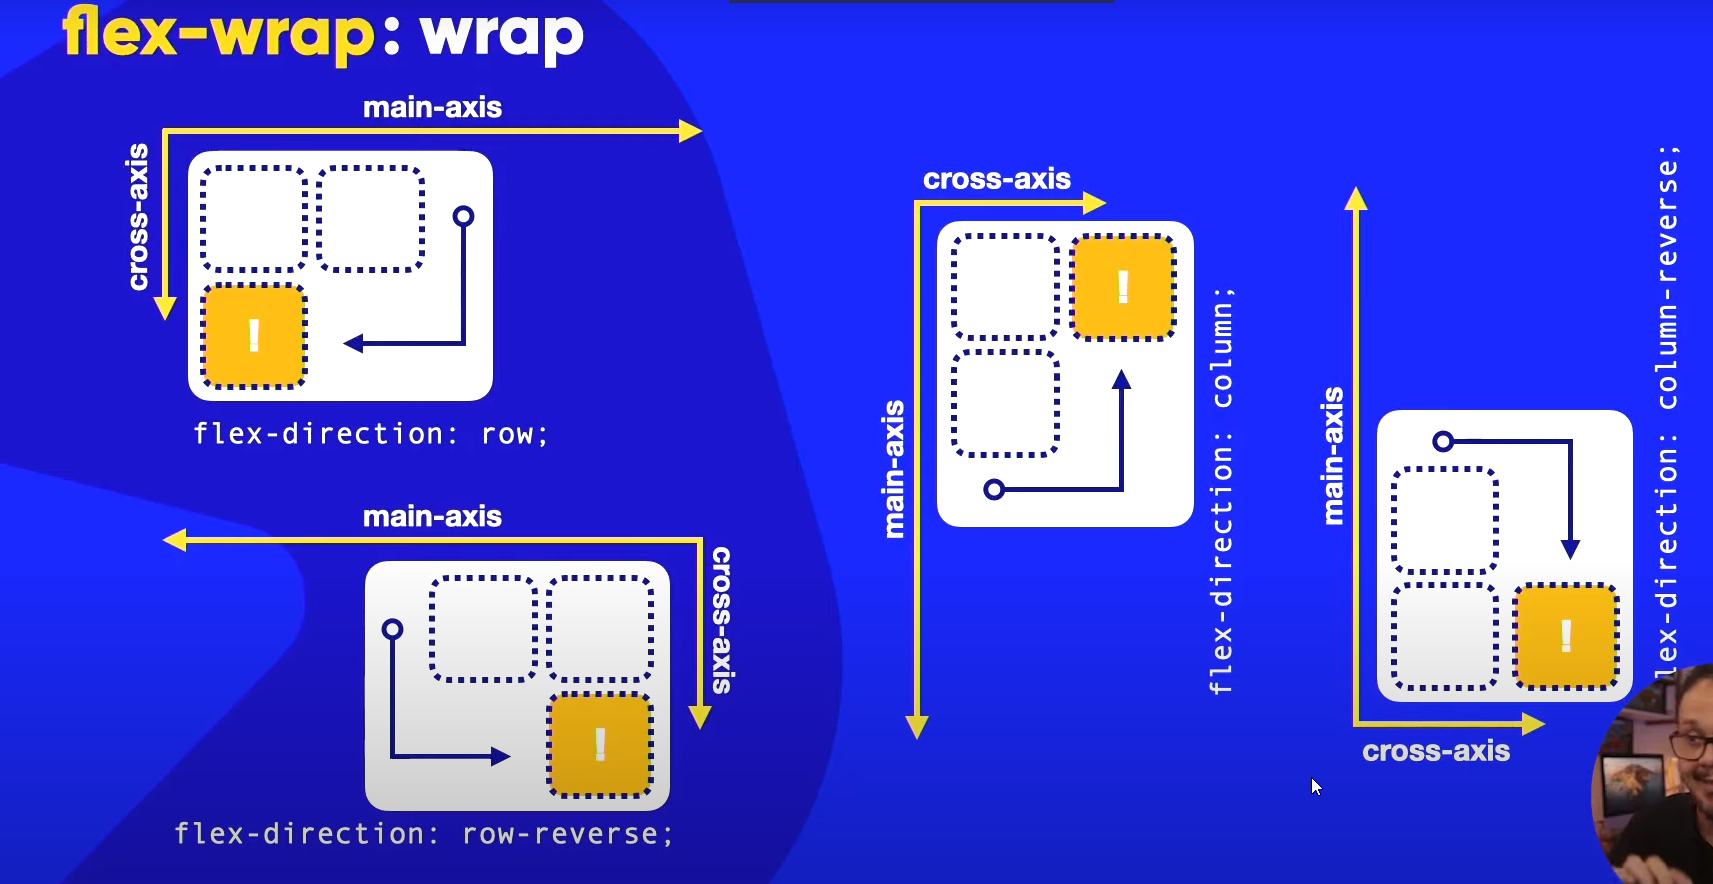 flex-wrap: wrap
main-axis
cross-axis
!
flex-direction: row;
main-axis
cross-axis
!
flex-direction: row-reverse;
cross-axis
main-axis
!
flex-direction: column;
main-axis
!
cross-axis
flex-direction: column-reverse;